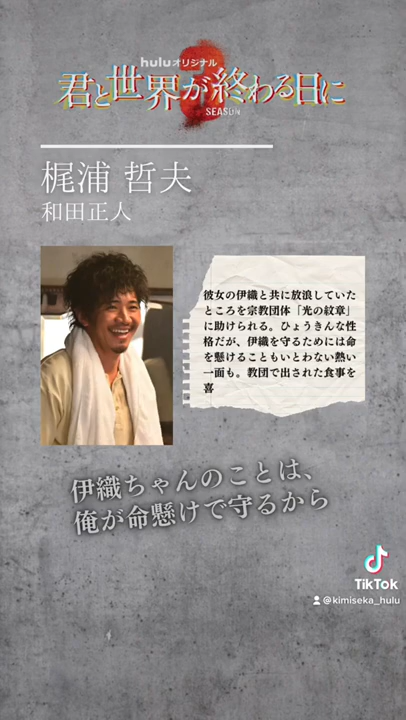 huluオリジナル
君と世界が終わる日に
3
SEASON
梶浦 哲夫
和田正人
彼女の伊織と共に放浪していた
ところを宗教団体「光の紋章」
に助けられる。ひょうきんな性
格だが、伊織を守るためには命
を懸けることもいとわない熱い
一面も。教団で出された食事を
喜
伊織ちゃんのことは、
俺が命懸けで守るから
TikTok
@kimiseka_hulu